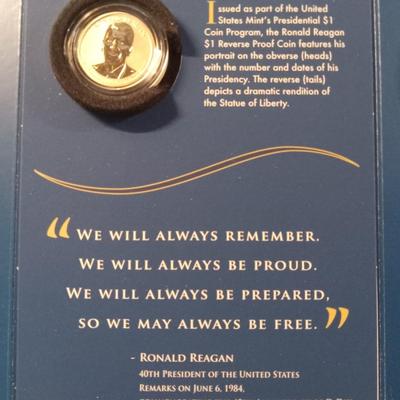 Issued as part of the United
States Mint's Presidential $1
Coin Program, the Ronald Reagan
$1 Reverse Proof Coin features his
portrait on the obverse (heads)
with the number and dates of his
Presidency. The reverse (tails)
depicts a dramatic rendition of
the Statue of Liberty.
“ WE WILL ALWAYS REMEMBER.
WE WILL ALWAYS BE PROUD.
WE WILL ALWAYS BE PREPARED,
SO WE MAY ALWAYS BE FREE. ”
- RONALD REAGAN
40TH PRESIDENT OF THE UNITED STATES
REMARKS ON JUNE 6, 1984,